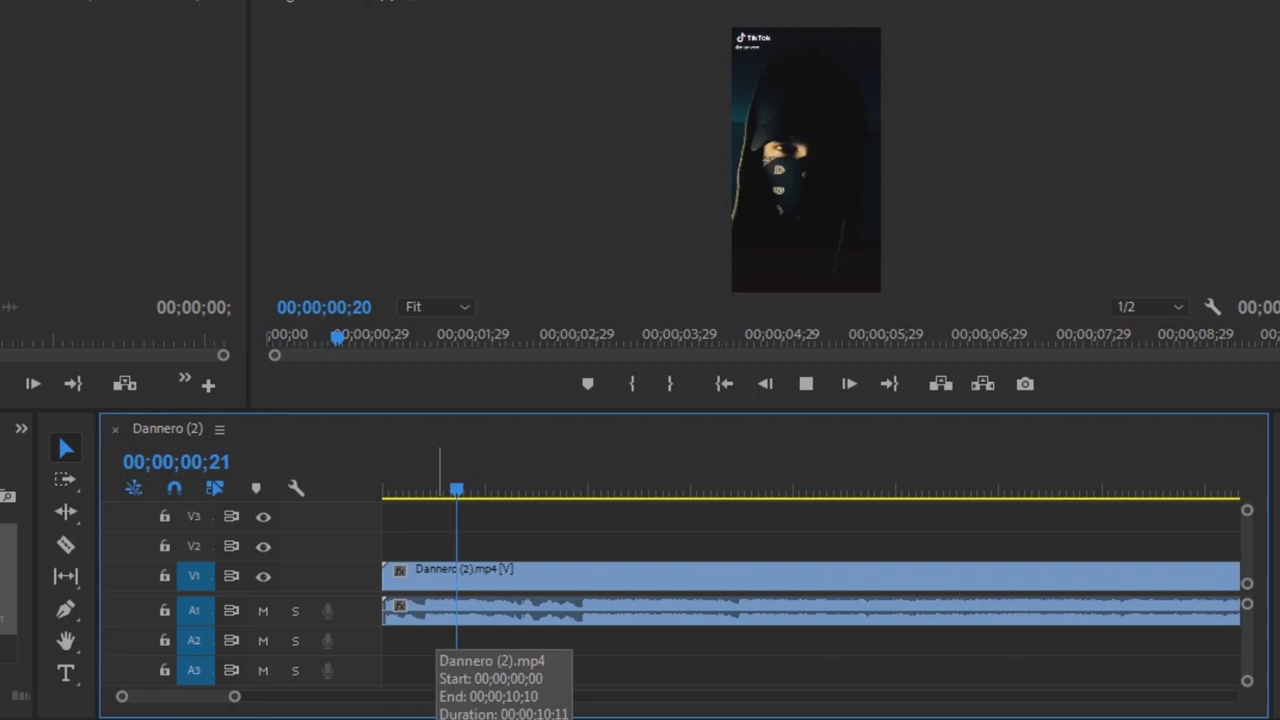 TikTok
00;00;00;
00;00;00;20
Fit
1/2
00;00
;00;00
00;00;00;29
00;00;01;29
00;00;02;29
00;00;03;29
00;00;04;29
00;00;05;29
00;00;06;29
00;00;07;29
00;00;08;29
00;
Dannero (2)
00;00;00;21
V3
V2
V1
Dannero (2).mp4 [V]
A1 M S
A2 M S
A3 M S
Dannero (2).mp4
Start: 00;00;00;00
End: 00;00;10;10
Duration: 00;00;10;11